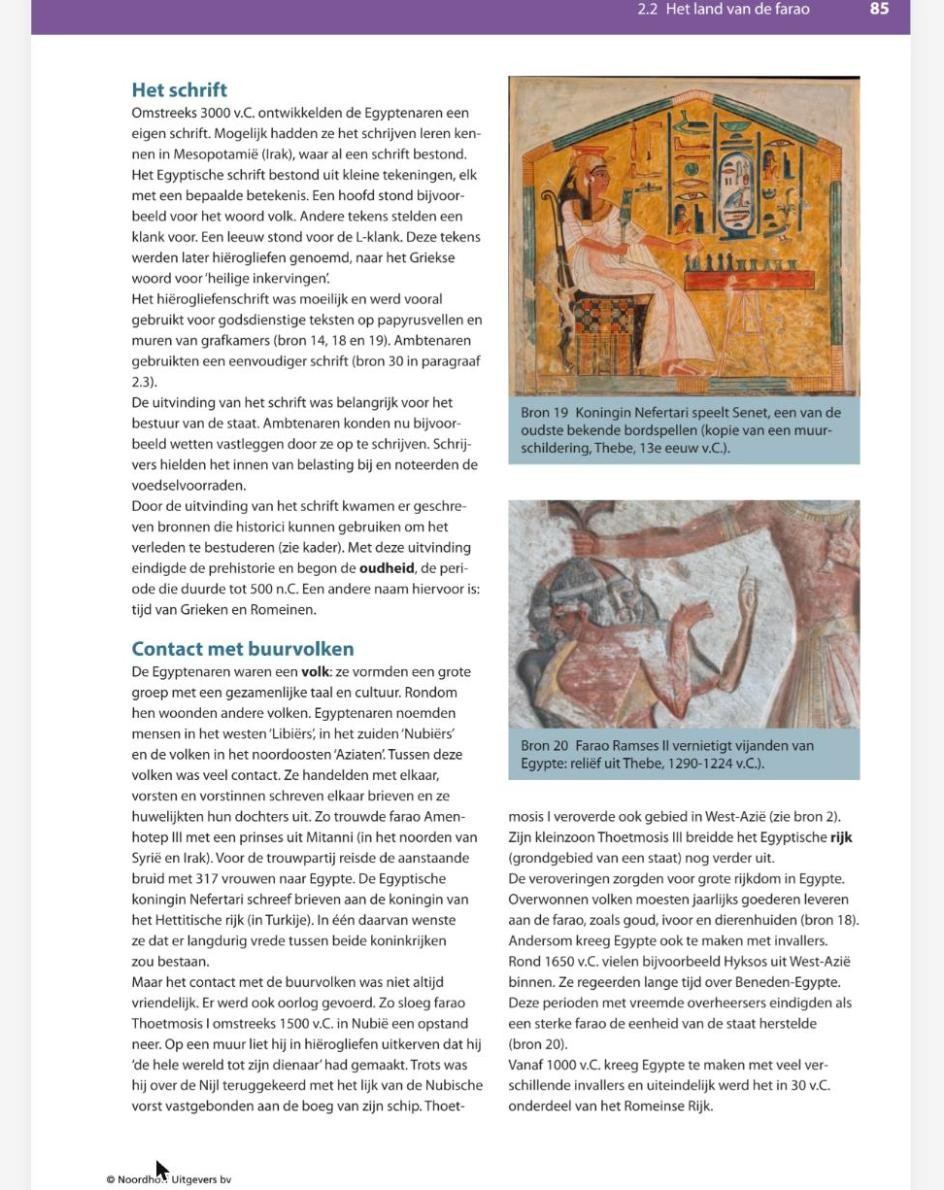 2.2 Het land van de farao 85
Het schrift
Omstreeks 3000 v.C. ontwikkelden de Egyptenaren een
eigen schrift. Mogelijk hadden ze het schrijven leren ken-
nen in Mesopotamië (Irak), waar al een schrift bestond.
Het Egyptische schrift bestond uit kleine tekeningen, elk
met een bepaalde betekenis. Een hoofd stond bijvoor-
beeld voor het woord volk. Andere tekens stelden een
klank voor. Een leeuw stond voor de L-klank. Deze tekens
werden later hiërogliefen genoemd, naar het Griekse
woord voor 'heilige inkervingen'.
Het hiërogliefenschrift was moeilijk en werd vooral
gebruikt voor godsdienstige teksten op papyrusvellen en
muren van grafkamers (bron 14, 18 en 19). Ambtenaren
gebruikten een eenvoudiger schrift (bron 30 in paragraaf
2.3).
De uitvinding van het schrift was belangrijk voor het
bestuur van de staat. Ambtenaren konden nu bijvoor-
beeld wetten vastleggen door ze op te schrijven. Schrij-
vers hielden het innen van belasting bij en noteerden de
voedselvoorraden.
Door de uitvinding van het schrift kwamen er geschre-
ven bronnen die historici kunnen gebruiken om het
verleden te bestuderen (zie kader). Met deze uitvinding
eindigde de prehistorie en begon de oudheid, de peri-
ode die duurde tot 500 n.C. Een andere naam hiervoor is:
tijd van Grieken en Romeinen.
Contact met buurvolken
De Egyptenaren waren een volk: ze vormden een grote
groep met een gezamenlijke taal en cultuur. Rondom
hen woonden andere volken. Egyptenaren noemden
mensen in het westen 'Libiërs', in het zuiden 'Nubiërs'
en de volken in het noordoosten 'Aziaten'. Tussen deze
volken was veel contact. Ze handelden met elkaar,
vorsten en vorstinnen schreven elkaar brieven en ze
huwelijkten hun dochters uit. Zo trouwde farao Amen-
hotep III met een prinses uit Mitanni (in het noorden van
Syrië en Irak). Voor de trouwpartij reisde de aanstaande
bruid met 317 vrouwen naar Egypte. De Egyptische
koningin Nefertari schreef brieven aan de koningin van
het Hettitische rijk (in Turkije). In één daarvan wenste
ze dat er langdurig vrede tussen beide koninkrijken
zou bestaan.
Maar het contact met de buurvolken was niet altijd
vriendelijk. Er werd ook oorlog gevoerd. Zo sloeg farao
Thoetmosis I omstreeks 1500 v.C. in Nubië een opstand
neer. Op een muur liet hij in hiërogliefen uitkerven dat hij
'de hele wereld tot zijn dienaar' had gemaakt. Trots was
hij over de Nijl teruggekeerd met het lijk van de Nubische
vorst vastgebonden aan de boeg van zijn schip. Thoet-
Bron 19 Koningin Nefertari speelt Senet, een van de
oudste bekende bordspellen (kopie van een muur-
schildering, Thebe, 13e eeuw v.C.).
Bron 20 Farao Ramses II vernietigt vijanden van
Egypte: reliëf uit Thebe, 1290-1224 v.C.).
mosis I veroverde ook gebied in West-Azië (zie bron 2).
Zijn kleinzoon Thoetmosis III breidde het Egyptische rijk
(grondgebied van een staat) nog verder uit.
De veroveringen zorgden voor grote rijkdom in Egypte.
Overwonnen volken moesten jaarlijks goederen leveren
aan de farao, zoals goud, ivoor en dierenhuiden (bron 18).
Andersom kreeg Egypte ook te maken met invallers.
Rond 1650 v.C. vielen bijvoorbeeld Hyksos uit West-Azië
binnen. Ze regeerden lange tijd over Beneden-Egypte.
Deze perioden met vreemde overheersers eindigden als
een sterke farao de eenheid van de staat herstelde
(bron 20).
Vanaf 1000 v.C. kreeg Egypte te maken met veel ver-
schillende invallers en uiteindelijk werd het in 30 v.C.
onderdeel van het Romeinse Rijk.
© Uitgevers bv